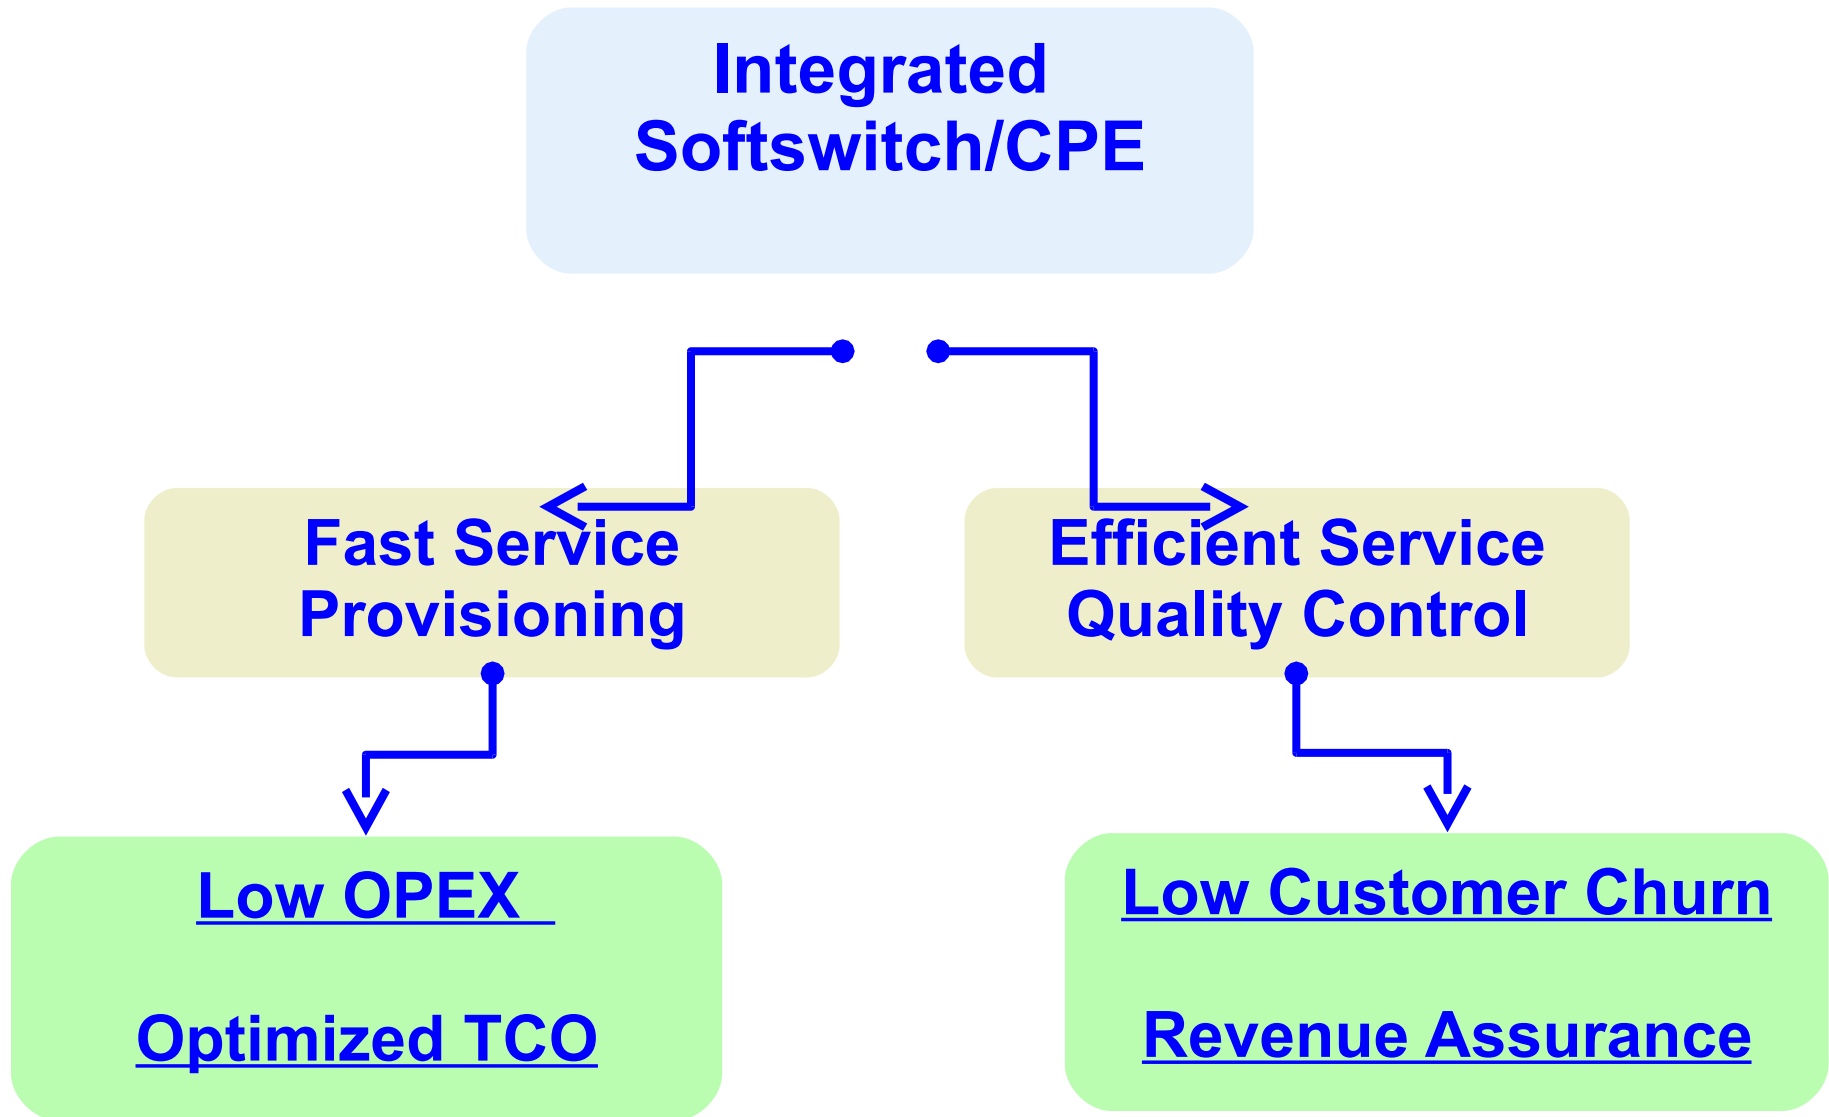 Integrated
Softswitch/CPE
Fast Service
Provisioning
Efficient Service
Quality Control
Low OPEX
Optimized TCO
Low Customer Churn
Revenue Assurance